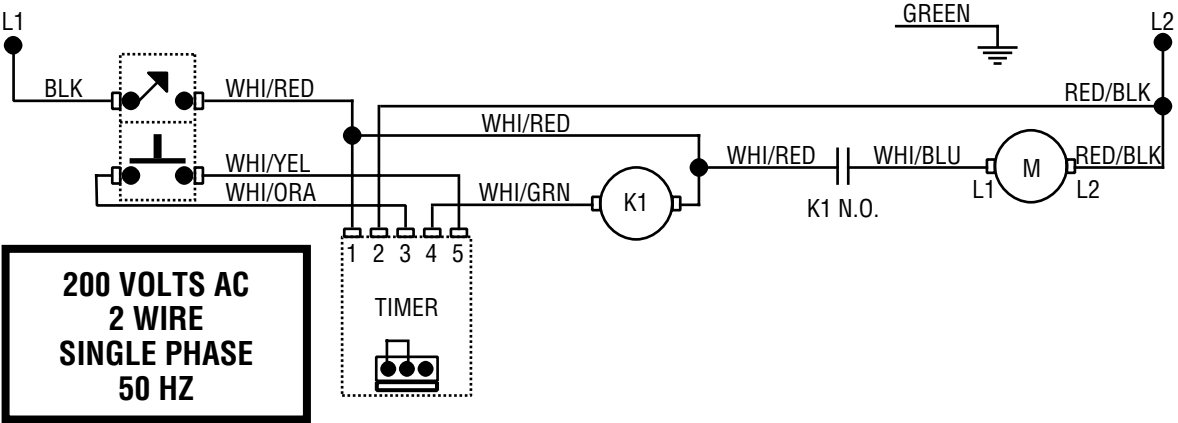 L1
GREEN
L2
BLK
WHI/RED
RED/BLK
WHI/RED
WHI/YEL
WHI/RED
WHI/BLU
M
RED/BLK
WHI/ORA
WHI/GRN
K1
L1
L2
K1 N.O.
1 2 3 4 5
TIMER
200 VOLTS AC
2 WIRE
SINGLE PHASE
50 HZ